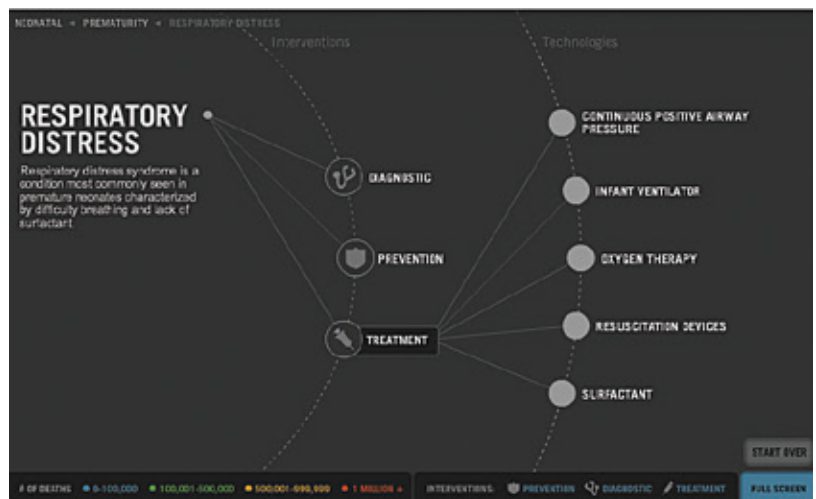 NEONATAL « PREMATURITY « RESPIRATORY DISTRESS
Interventions
Technologies
RESPIRATORY
DISTRESS
Respiratory distress syndrome is a
condition most commonly seen in
premature neonates characterized
by difficulty breathing and lack of
surfactant
DIAGNOSTIC
PREVENTION
TREATMENT
CONTINUOUS POSITIVE AIRWAY
PRESSURE
INFANT VENTILATOR
OXYGEN THERAPY
RESUSCITATION DEVICES
SURFACTANT
START OVER
# OF DEATHS 0-100,000 100,001-500,000 500,001-999,999 1 MILLION + INTERVENTIONS: PREVENTION DIAGNOSTIC TREATMENT FULL SCREEN